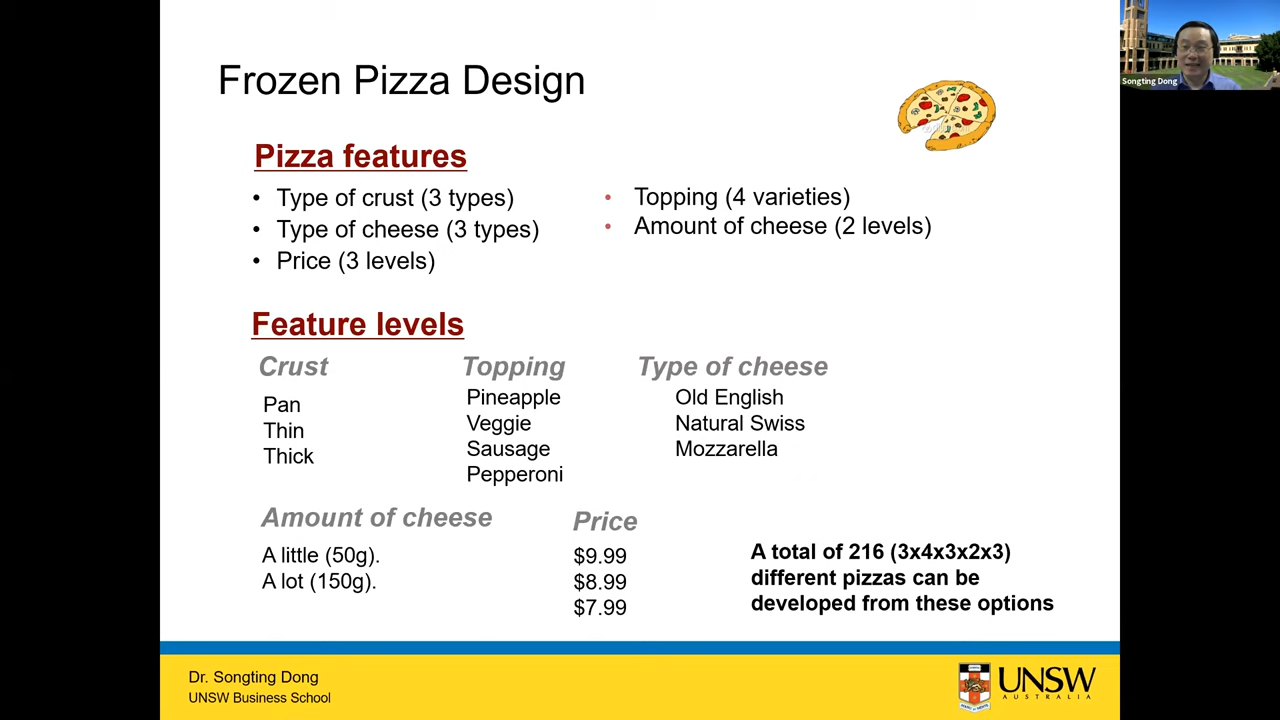 Frozen Pizza Design
Songting Dong
Pizza features
• Type of crust (3 types)
• Type of cheese (3 types)
• Price (3 levels)
• Topping (4 varieties)
• Amount of cheese (2 levels)
Feature levels
Crust
Pan
Thin
Thick
Topping
Pineapple
Veggie
Sausage
Pepperoni
Type of cheese
Old English
Natural Swiss
Mozzarella
Amount of cheese
A little (50g).
A lot (150g).
Price
$9.99
$8.99
$7.99
A total of 216 (3x4x3x2x3)
different pizzas can be
developed from these options
Dr. Songting Dong
UNSW Business School
UNSW
AUSTRALIA